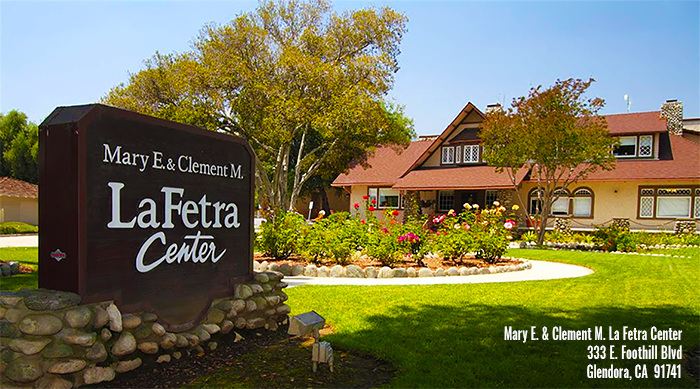 Mary E. & Clement M.
LaFetra
Center
Mary E. & Clement M. La Fetra Center
333 E. Foothill Blvd
Glendora, CA 91741